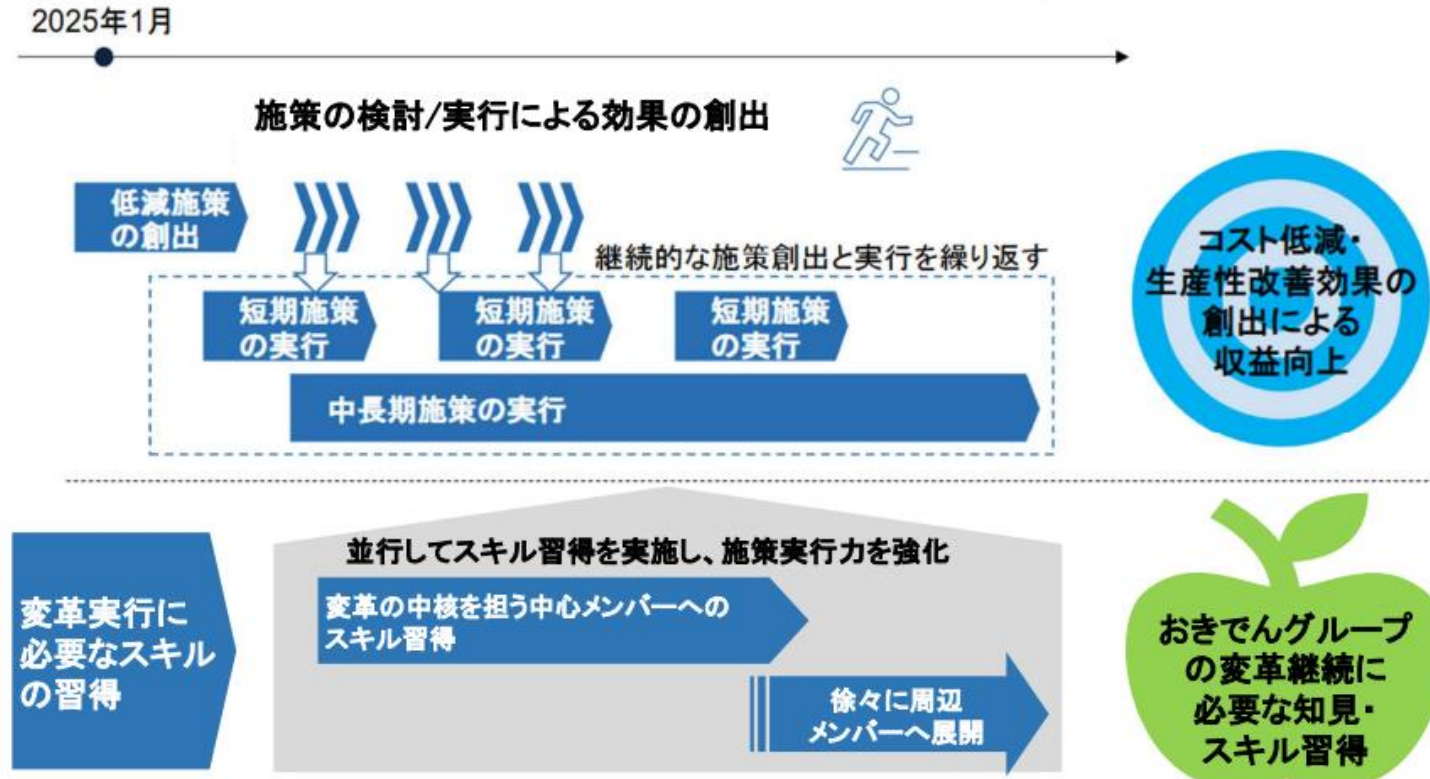 2025年1月
施策の検討/実行による効果の創出
低減施策
の創出
継続的な施策創出と実行を繰り返す
短期施策
の実行
短期施策
の実行
短期施策
の実行
中長期施策の実行
コスト低減・
生産性改善効果の
創出による
収益向上
変革実行に
必要なスキル
の習得
並行してスキル習得を実施し、施策実行力を強化
変革の中核を担う中心メンバーへの
スキル習得
徐々に周辺
メンバーへ展開
おきでんグループ
の変革継続に
必要な知見・
スキル習得